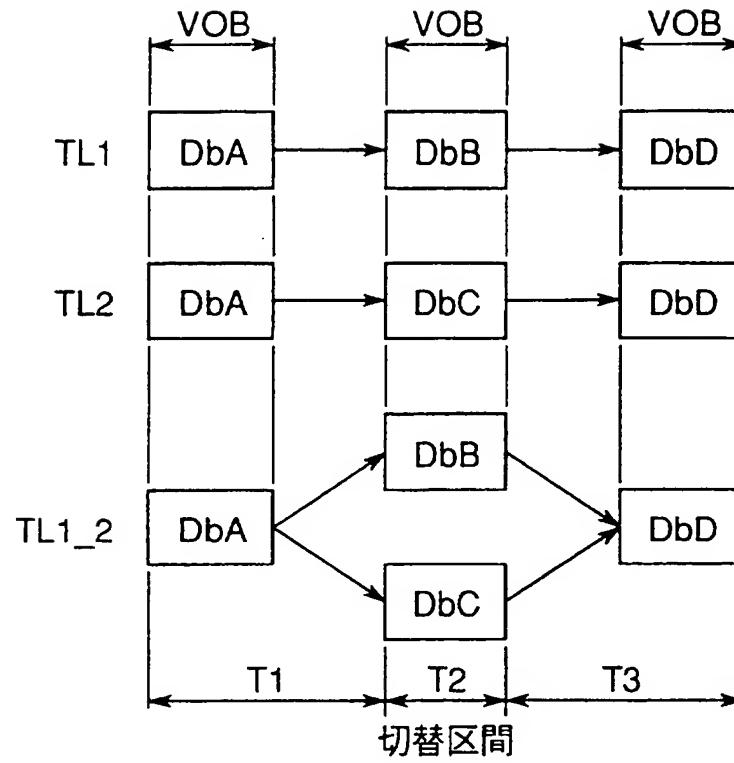 VOB VOB VOB
TL1 DbA DbB DbD
TL2 DbA DbC DbD
DbB
TL1_2 DbA DbD
DbC
T1 T2 T3
切替区間